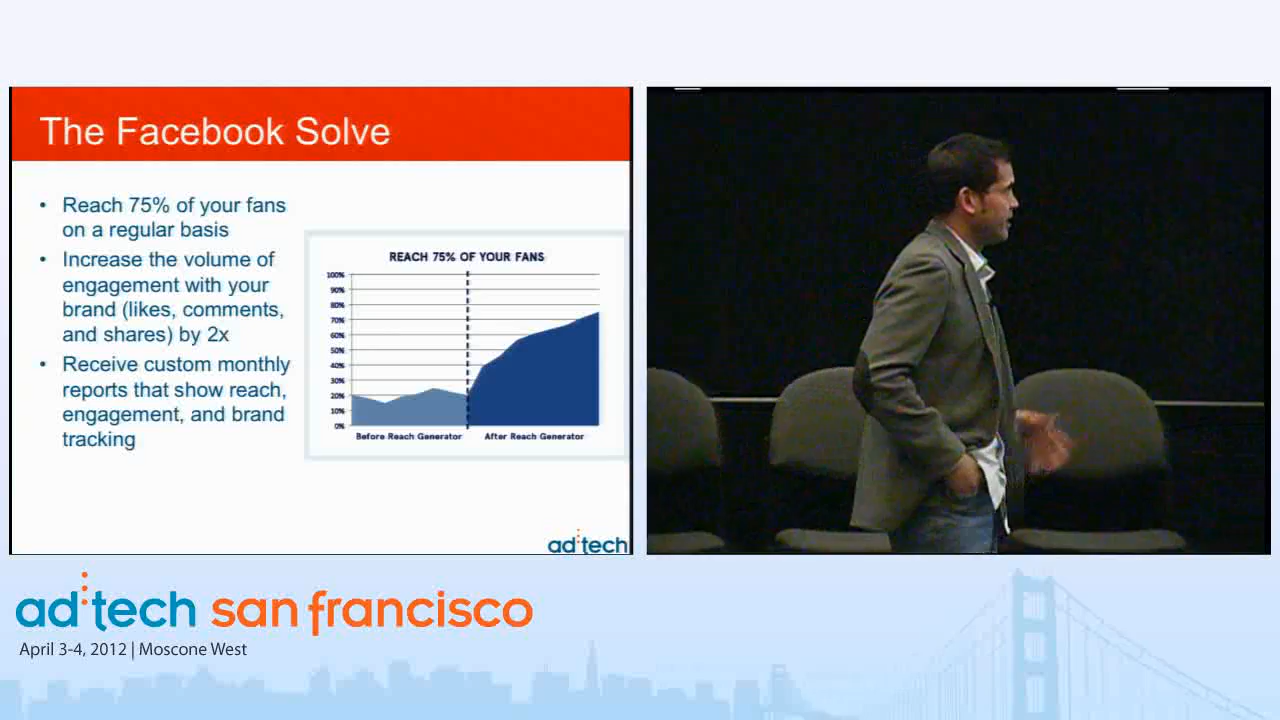 The Facebook Solve
• Reach 75% of your fans
on a regular basis
• Increase the volume of
engagement with your
brand (likes, comments,
and shares) by 2x
• Receive custom monthly
reports that show reach,
engagement, and brand
tracking
REACH 75% OF YOUR FANS
100%
90%
80%
70%
60%
50%
40%
30%
20%
10%
0%
Before Reach Generator
After Reach Generator
ad:tech
ad:tech san francisco
April 3-4, 2012 | Moscone West